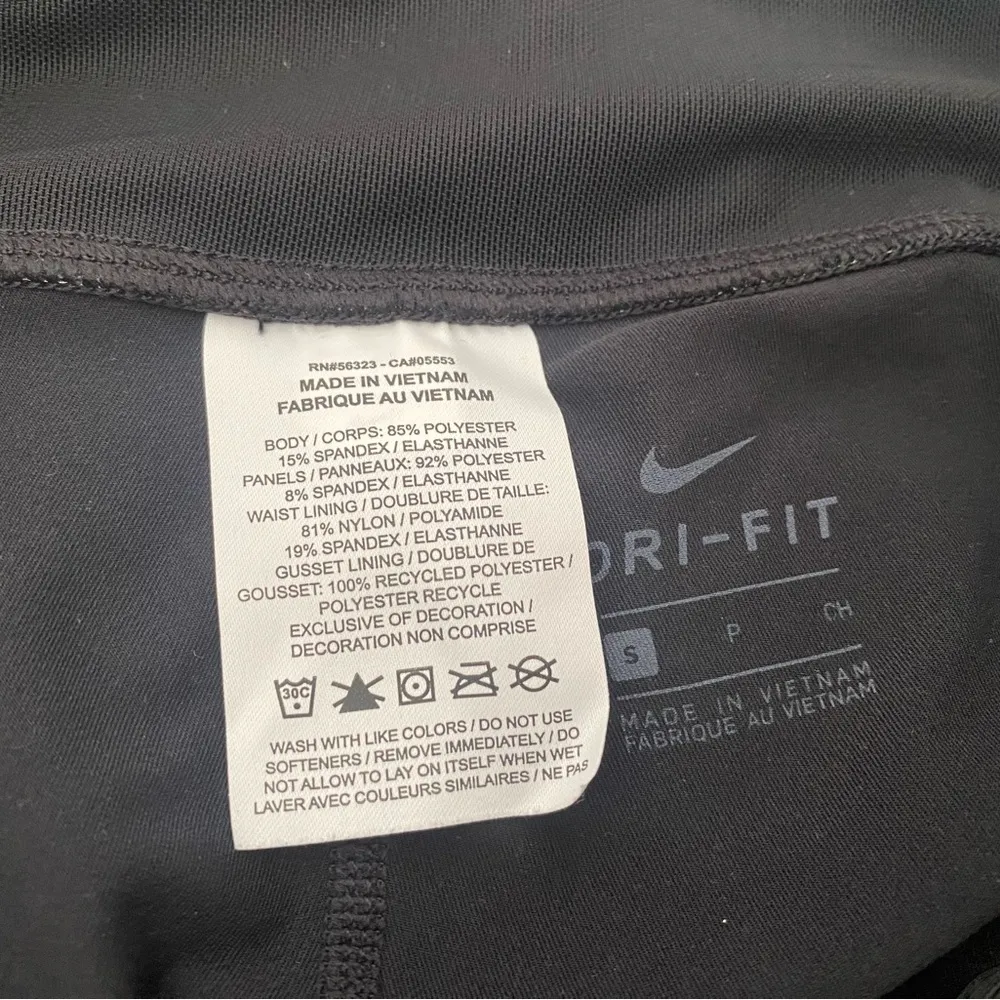 RN#56323 - CA#05553
MADE IN VIETNAM
FABRIQUE AU VIETNAM
BODY / CORPS: 85% POLYESTER
15% SPANDEX / ELASTHANNE
PANELS / PANNEAUX: 92% POLYESTER
8% SPANDEX / ELASTHANNE
WAIST LINING / DOUBLURE DE TAILLE:
81% NYLON / POLYAMIDE
19% SPANDEX / ELASTHANNE
GUSSET LINING / DOUBLURE DE
GOUSSET: 100% RECYCLED POLYESTER /
POLYESTER RECYCLE
EXCLUSIVE OF DECORATION /
DECORATION NON COMPRISE
30C
WASH WITH LIKE COLORS / DO NOT USE
SOFTENERS / REMOVE IMMEDIATELY / DO
NOT ALLOW TO LAY ON ITSELF WHEN WET
LAVER AVEC COULEURS SIMILAIRES / NE PAS
DRI-FIT
S P CH
MADE IN VIETNAM
FABRIQUE AU VIETNAM